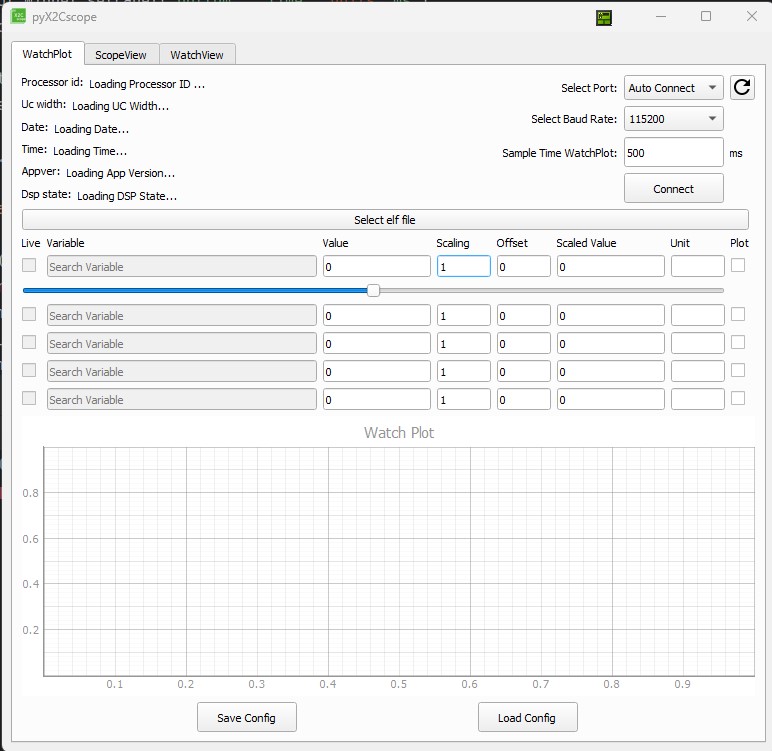 pyX2Cscope
WatchPlot ScopeView WatchView
Processor id: Loading Processor ID ... Select Port: Auto Connect
Uc width: Loading UC Width...
Date: Loading Date... Select Baud Rate: 115200
Time: Loading Time... Sample Time WatchPlot: 500 ms
Appver: Loading App Version...
Dsp state: Loading DSP State... Connect
Select elf file
Live Variable Value Scaling Offset Scaled Value Unit Plot
Search Variable 0 1 0 0
Search Variable 0 1 0 0
Search Variable 0 1 0 0
Search Variable 0 1 0 0
Search Variable 0 1 0 0
Watch Plot
0.8
0.6
0.4
0.2
0.1 0.2 0.3 0.4 0.5 0.6 0.7 0.8 0.9
Save Config Load Config